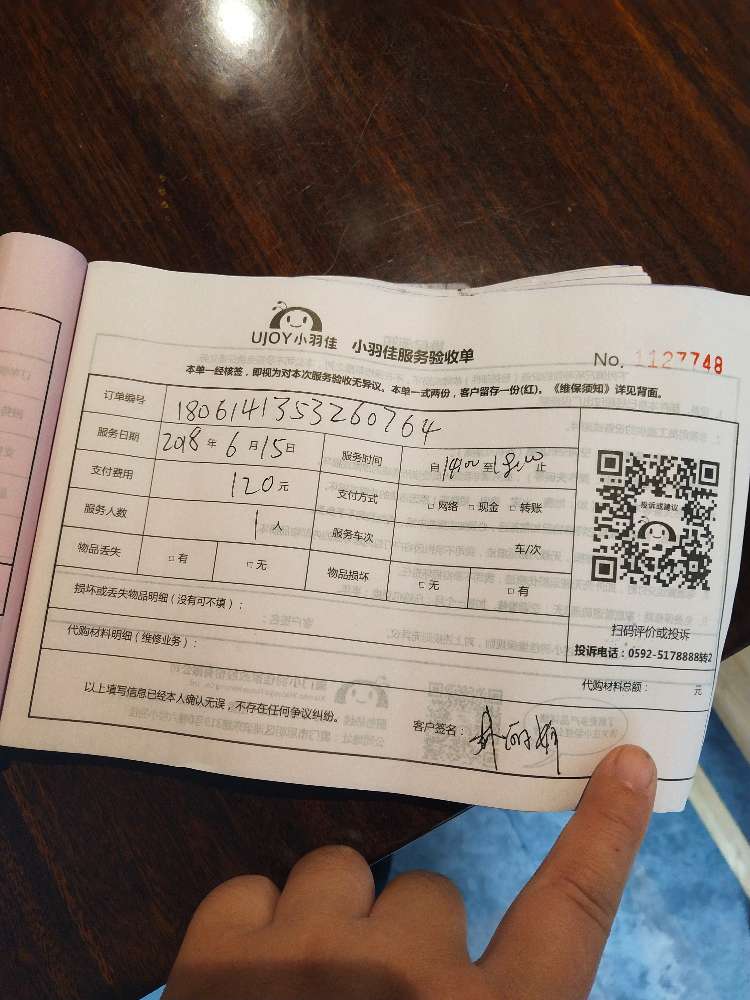 UJOY小羽佳 小羽佳服务验收单 No. 1127748
本单一经核签，即视为对本次服务验收无异议。本单一式两份，客户留存一份(红)。《维保须知》详见背面。
订单编号 1806141353260764
服务日期 2018年6月15日 服务时间 自14:00至18:00止
支付费用 120元 支付方式 □网络 □现金 □转账
服务人数 1人 服务车次 车/次
物品丢失 □有 □无 物品损坏 □无 □有
投诉或建议
扫码评价或投诉
投诉电话：0592-5178888转2
损坏或丢失物品明细（没有可不填）：
代购材料明细（维修业务）：
代购材料总额： 元
以上填写信息已经本人确认无误，不存在任何争议纠纷。
客户签名：